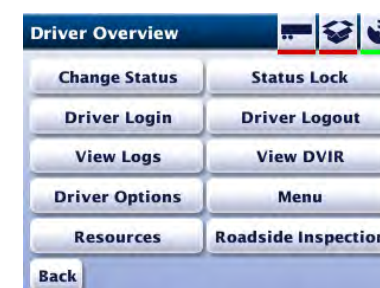 Driver Overview
Change Status Status Lock
Driver Login Driver Logout
View Logs View DVIR
Driver Options Menu
Resources Roadside Inspection
Back